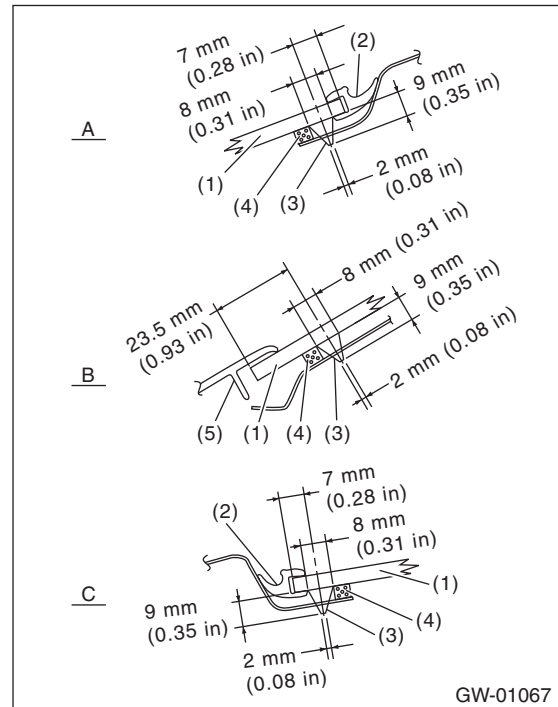 7 mm
(0.28 in)
(2)
8 mm
(0.31 in)
9 mm
(0.35 in)
A
2 mm
(0.08 in)
(1)
(4)
(3)
8 mm (0.31 in)
23.5 mm
(0.93 in)
9 mm
(0.35 in)
B
2 mm (0.08 in)
(5)
(1)
(4)
(3)
7 mm
(0.28 in)
(2)
8 mm
(0.31 in)
C
(1)
9 mm
(0.35 in)
(4)
(3)
2 mm
(0.08 in)
GW-01067